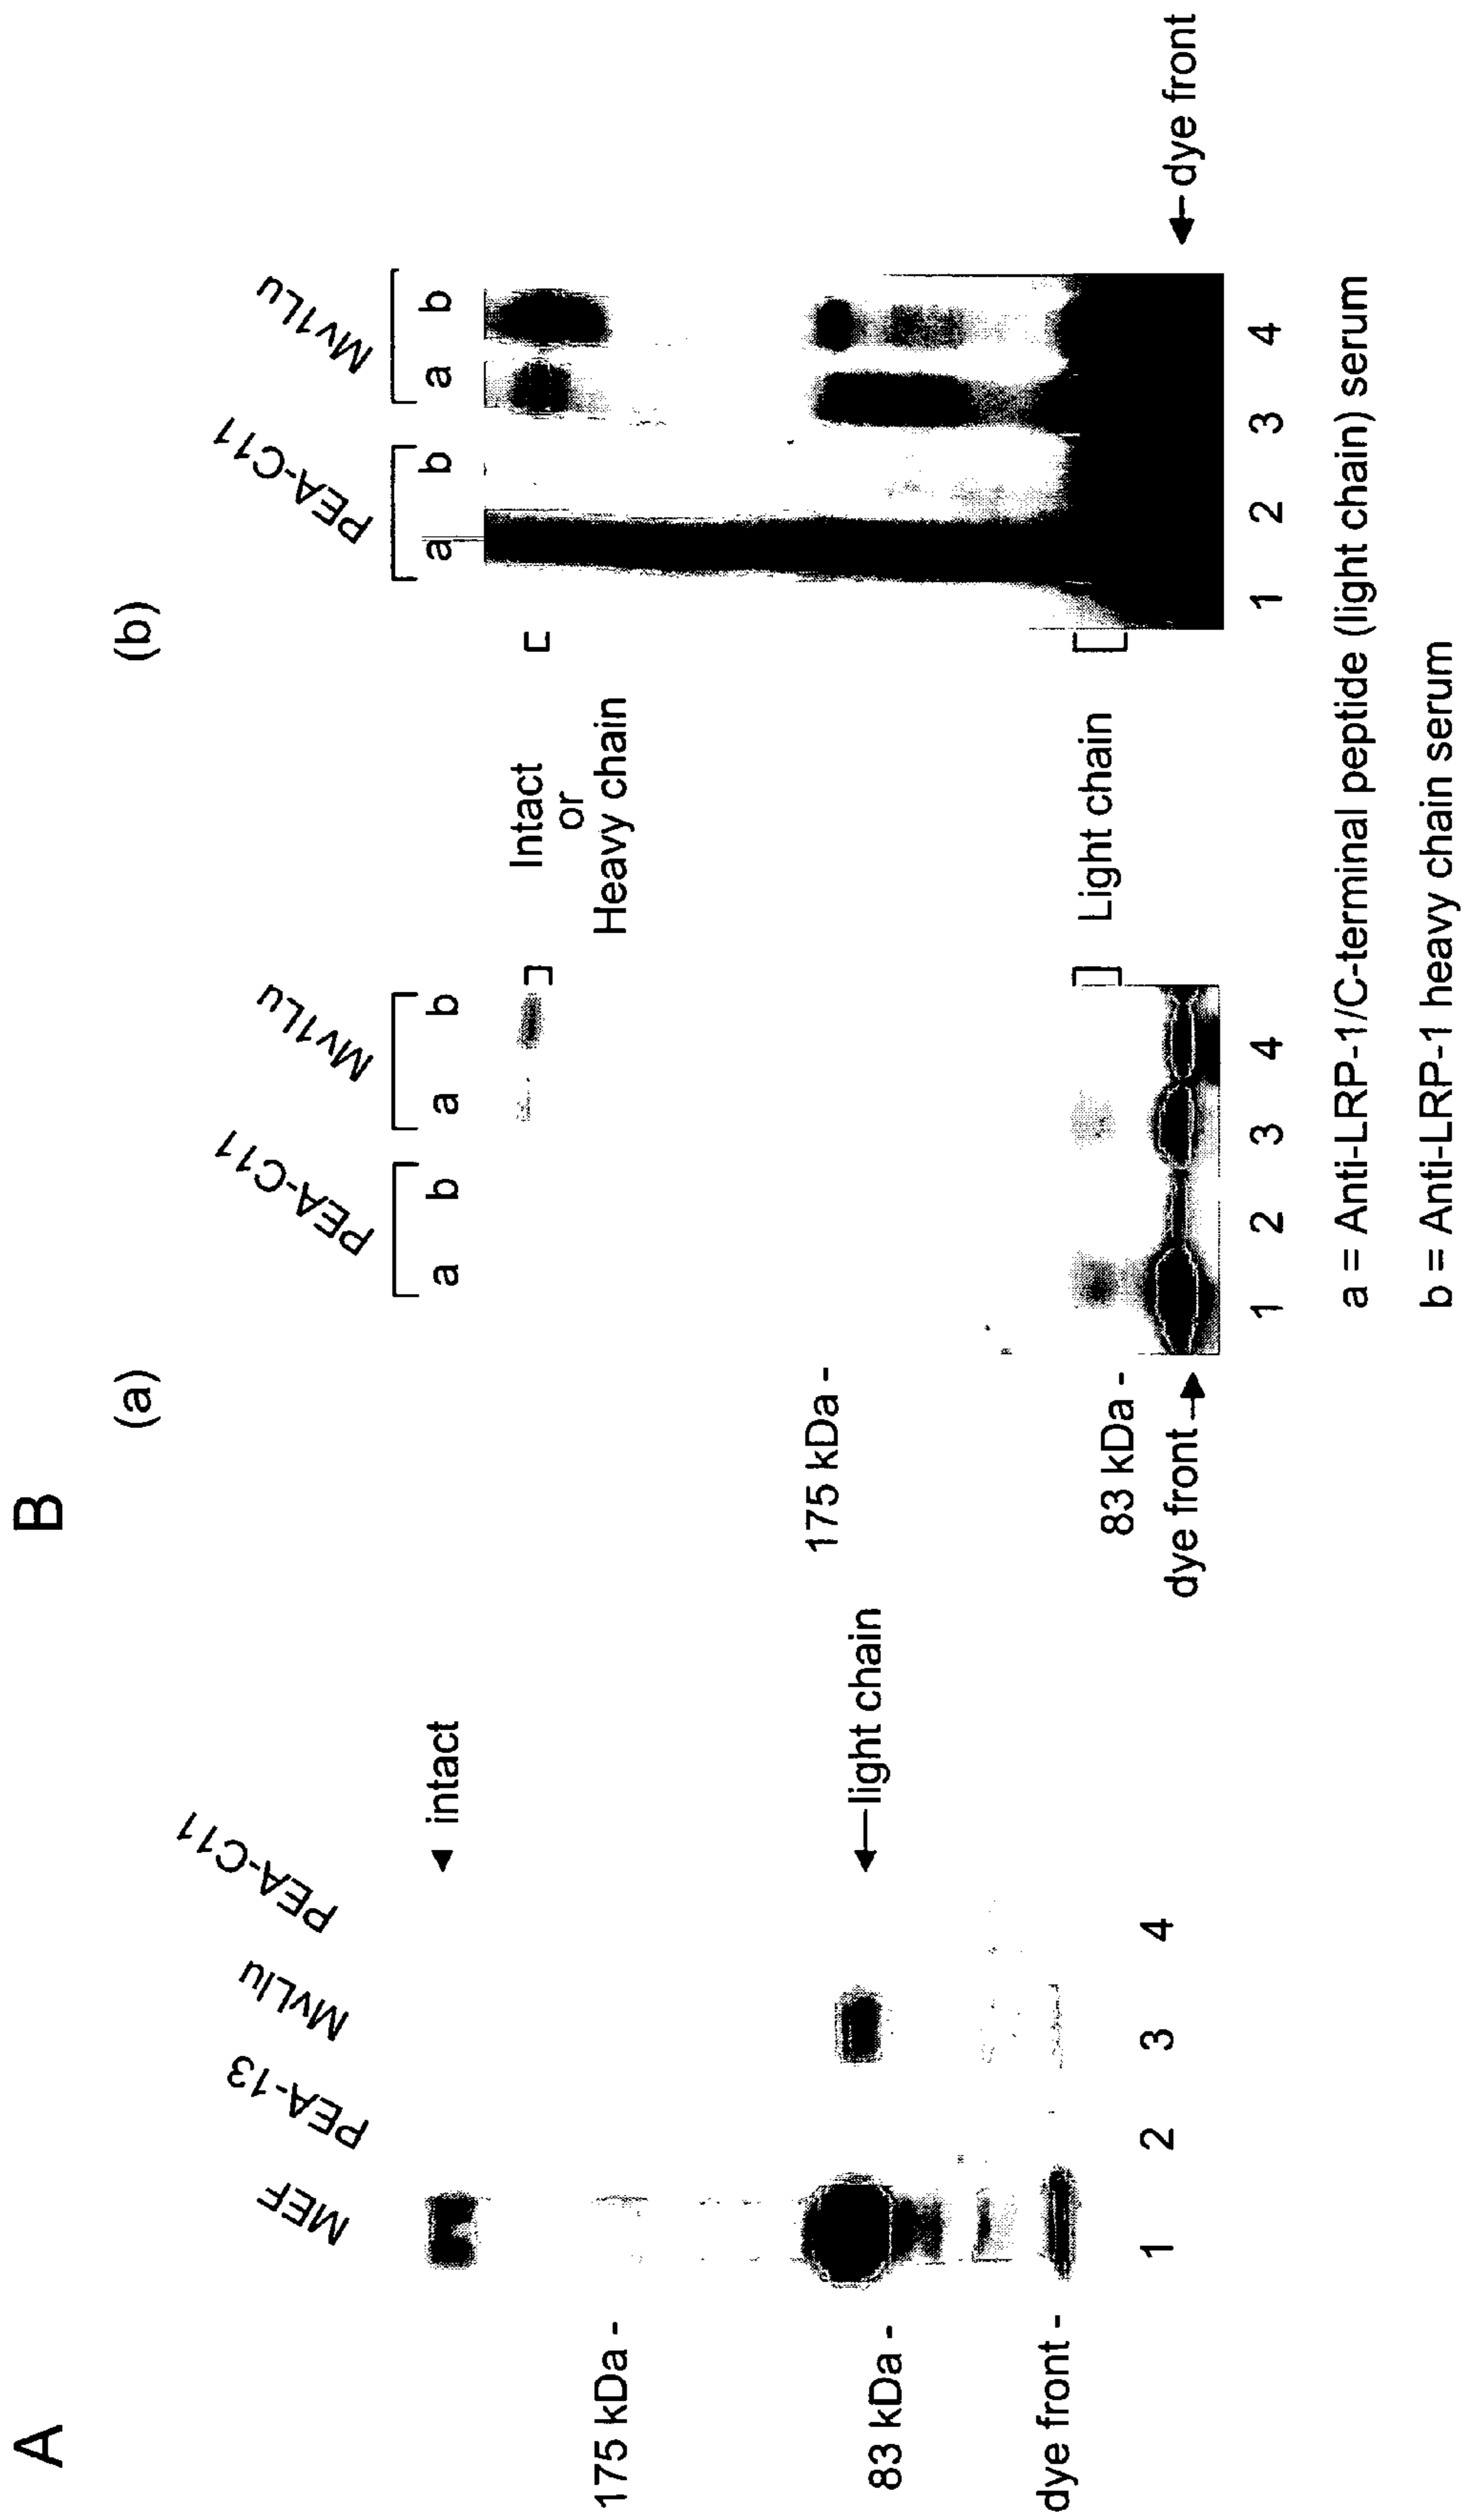 A
MEF
PEA-13
MvLlu
PEA-C11
intact
175 kDa -
83 kDa -
light chain
dye front -
1 2 3 4
B
(a)
PEA-C11
Mv1Lu
a b a b
175 kDa -
83 kDa -
dye front
1 2 3 4
Intact
or
Heavy chain
Light chain
(b)
PEA-C11
Mv1Lu
a b a b
dye front
1 2 3 4
a = Anti-LRP-1/C-terminal peptide (light chain) serum
b = Anti-LRP-1 heavy chain serum